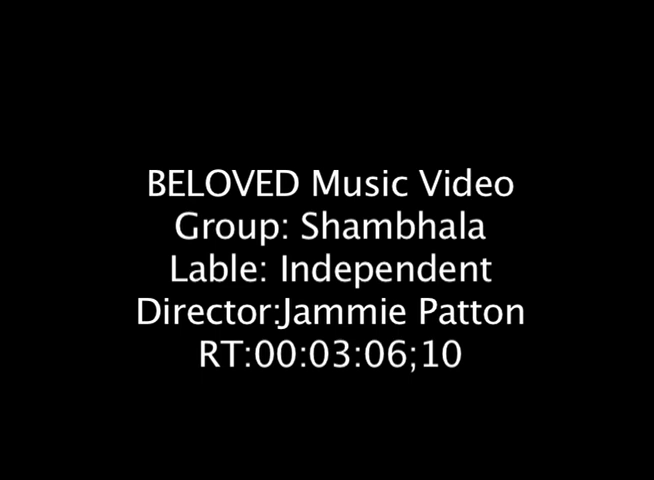 BELOVED Music Video
Group: Shambhala
Lable: Independent
Director:Jammie Patton
RT:00:03:06;10